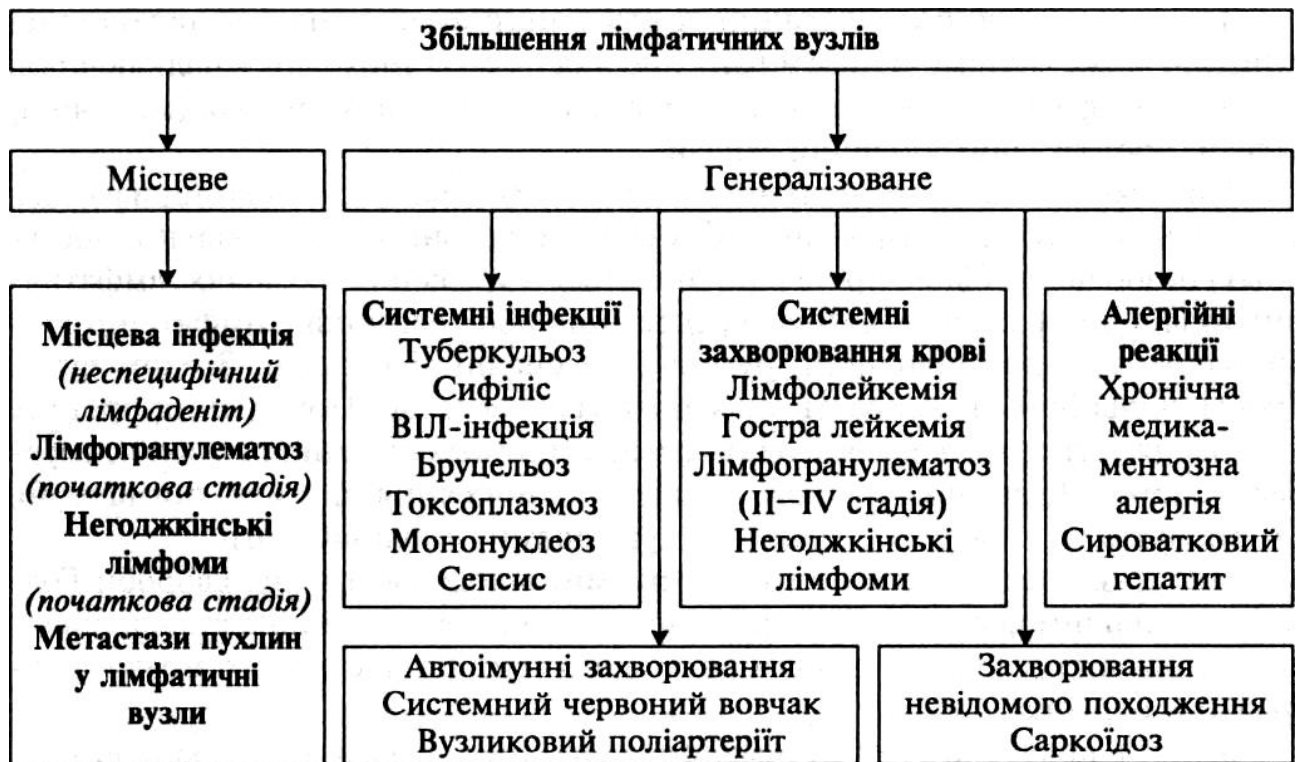 Збільшення лімфатичних вузлів
Місцеве
Генералізоване
Місцева інфекція
(неспецифічний
лімфаденіт)
Лімфогранулематоз
(початкова стадія)
Негоджкінські
лімфоми
(початкова стадія)
Метастази пухлин
у лімфатичні
вузли
Системні інфекції
Туберкульоз
Сифіліс
ВІЛ-інфекція
Бруцельоз
Токсоплазмоз
Мононуклеоз
Сепсис
Системні
захворювання крові
Лімфолейкемія
Гостра лейкемія
Лімфогранулематоз
(II—IV стадія)
Негоджкінські
лімфоми
Алергійні
реакції
Хронічна
медика-
ментозна
алергія
Сироватковий
гепатит
Автоімунні захворювання
Системний червоний вовчак
Вузликовий поліартеріїт
Захворювання
невідомого походження
Саркоїдоз